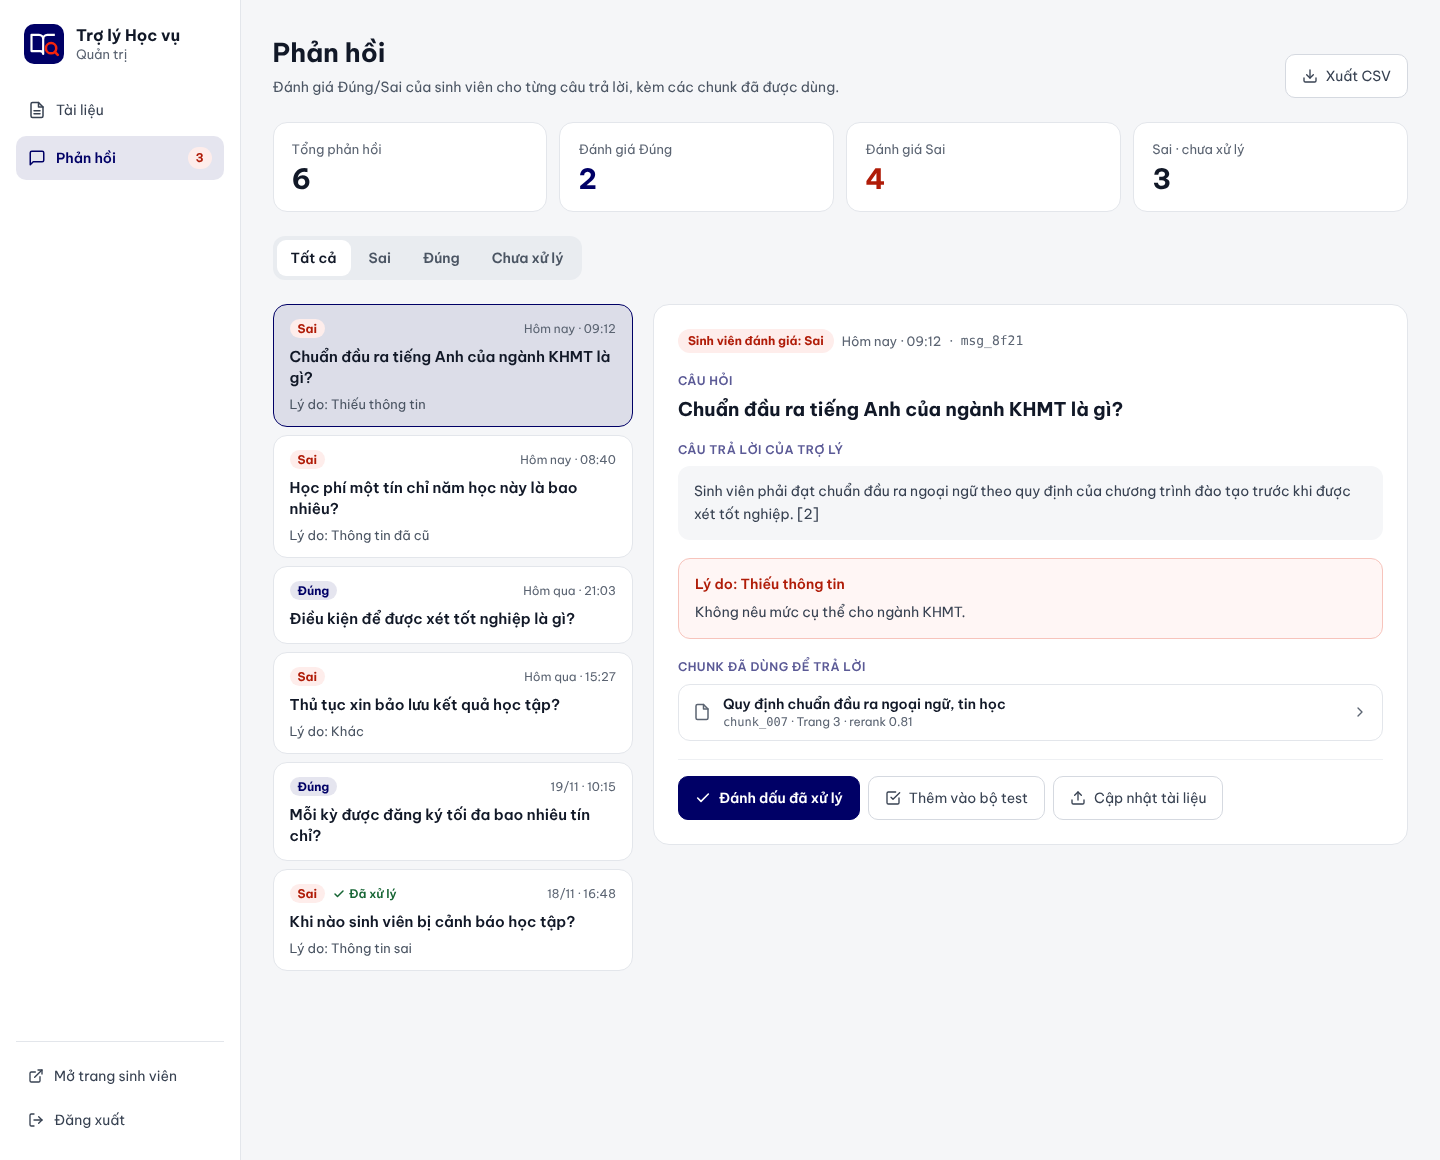 Trợ lý Học vụ
Quản trị
Tài liệu
Phản hồi
3
Mở trang sinh viên
Đăng xuất
Phản hồi
Đánh giá Đúng/Sai của sinh viên cho từng câu trả lời, kèm các chunk đã được dùng.
Xuất CSV
Tổng phản hồi
6
Đánh giá Đúng
2
Đánh giá Sai
4
Sai · chưa xử lý
3
Tất cả
Sai
Đúng
Chưa xử lý
Sai
Hôm nay · 09:12
Chuẩn đầu ra tiếng Anh của ngành KHMT là
gì?
Lý do: Thiếu thông tin
Sai
Hôm nay · 08:40
Học phí một tín chỉ năm học này là bao
nhiêu?
Lý do: Thông tin đã cũ
Đúng
Hôm qua · 21:03
Điều kiện để được xét tốt nghiệp là gì?
Sai
Hôm qua · 15:27
Thủ tục xin bảo lưu kết quả học tập?
Lý do: Khác
Đúng
19/11 · 10:15
Mỗi kỳ được đăng ký tối đa bao nhiêu tín
chỉ?
Sai
Đã xử lý
18/11 · 16:48
Khi nào sinh viên bị cảnh báo học tập?
Lý do: Thông tin sai
Sinh viên đánh giá: Sai
Hôm nay · 09:12 · msg_8f21
CÂU HỎI
Chuẩn đầu ra tiếng Anh của ngành KHMT là gì?
CÂU TRẢ LỜI CỦA TRỢ LÝ
Sinh viên phải đạt chuẩn đầu ra ngoại ngữ theo quy định của chương trình đào tạo trước khi được
xét tốt nghiệp. [2]
Lý do: Thiếu thông tin
Không nêu mức cụ thể cho ngành KHMT.
CHUNK ĐÃ DÙNG ĐỂ TRẢ LỜI
Quy định chuẩn đầu ra ngoại ngữ, tin học
chunk_007 · Trang 3 · rerank 0.81
Đánh dấu đã xử lý
Thêm vào bộ test
Cập nhật tài liệu